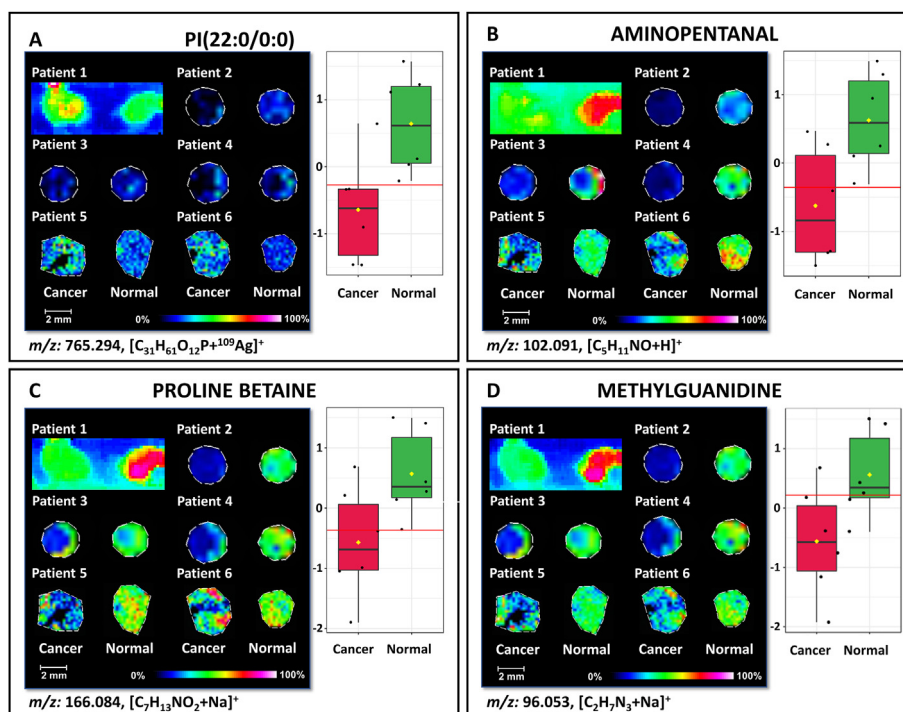 A PI(22:0/0:0)
Patient 1 Patient 2
Patient 3 Patient 4
Patient 5 Patient 6
Cancer Normal Cancer Normal
2 mm 0% 100%
1
0
-1
Cancer Normal
m/z: 765.294, [C₃₁H₆₁O₁₂P+¹⁰⁹Ag]⁺
B AMINOPENTANAL
Patient 1 Patient 2
Patient 3 Patient 4
Patient 5 Patient 6
Cancer Normal Cancer Normal
2 mm 0% 100%
1
0
-1
Cancer Normal
m/z: 102.091, [C₅H₁₁NO+H]⁺
C PROLINE BETAINE
Patient 1 Patient 2
Patient 3 Patient 4
Patient 5 Patient 6
Cancer Normal Cancer Normal
2 mm 0% 100%
1
0
-1
-2
Cancer Normal
m/z: 166.084, [C₇H₁₃NO₂+Na]⁺
D METHYLGUANIDINE
Patient 1 Patient 2
Patient 3 Patient 4
Patient 5 Patient 6
Cancer Normal Cancer Normal
2 mm 0% 100%
1
0
-1
-2
Cancer Normal
m/z: 96.053, [C₂H₇N₃+Na]⁺